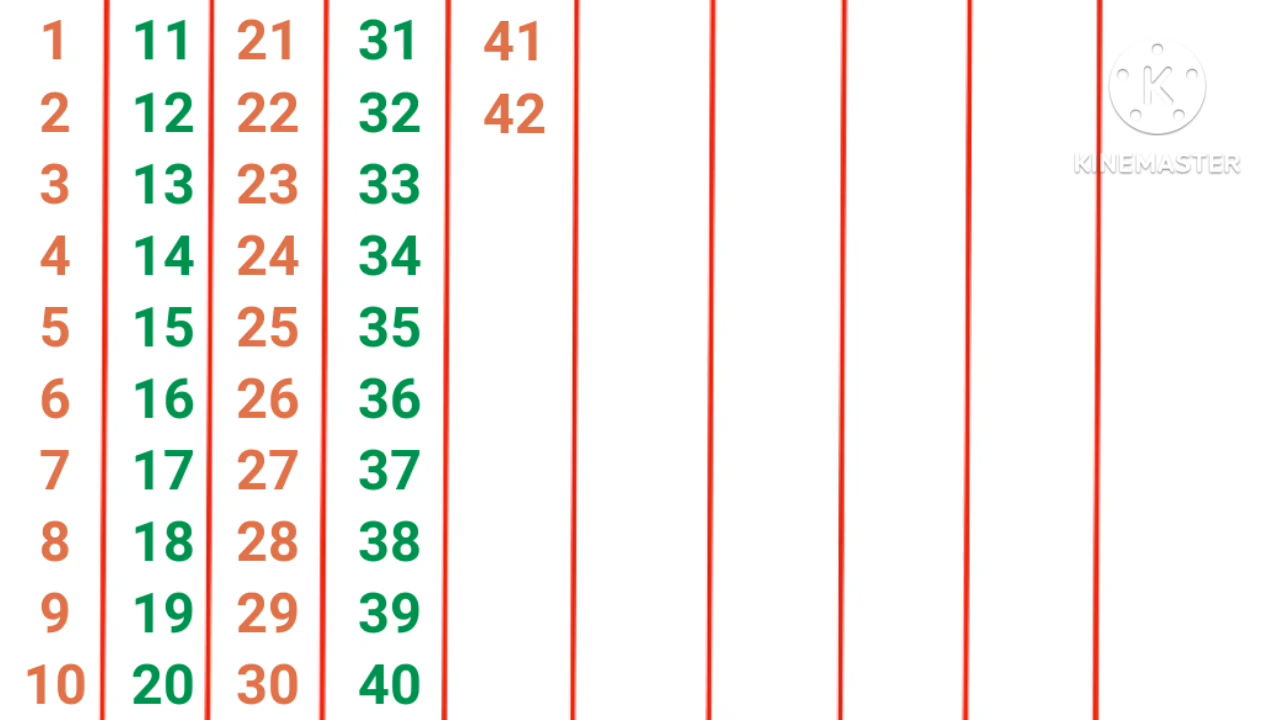 1 11 21 31 41
2 12 22 32 42
3 13 23 33
4 14 24 34
5 15 25 35
6 16 26 36
7 17 27 37
8 18 28 38
9 19 29 39
10 20 30 40
K
KINEMASTER